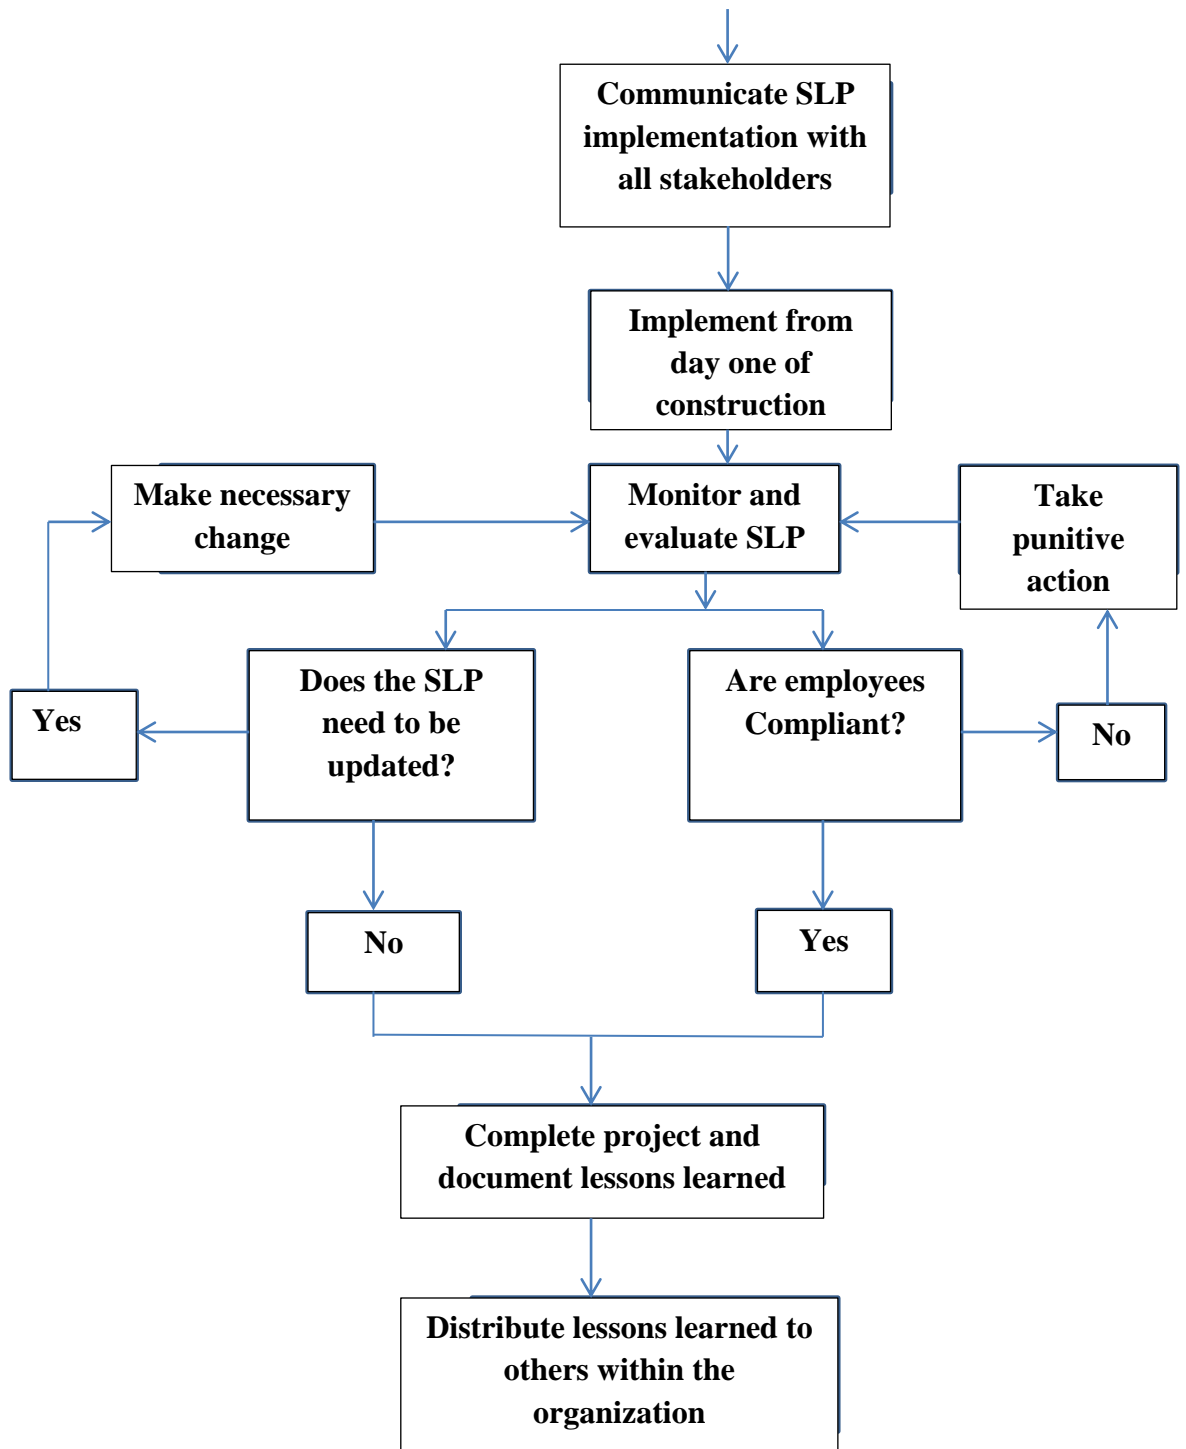 Communicate SLP
implementation with
all stakeholders
Implement from
day one of
construction
Make necessary
change
Monitor and
evaluate SLP
Take
punitive
action
Does the SLP
need to be
updated?
Are employees
Compliant?
Yes
No
No
Yes
Complete project and
document lessons learned
Distribute lessons learned to
others within the
organization